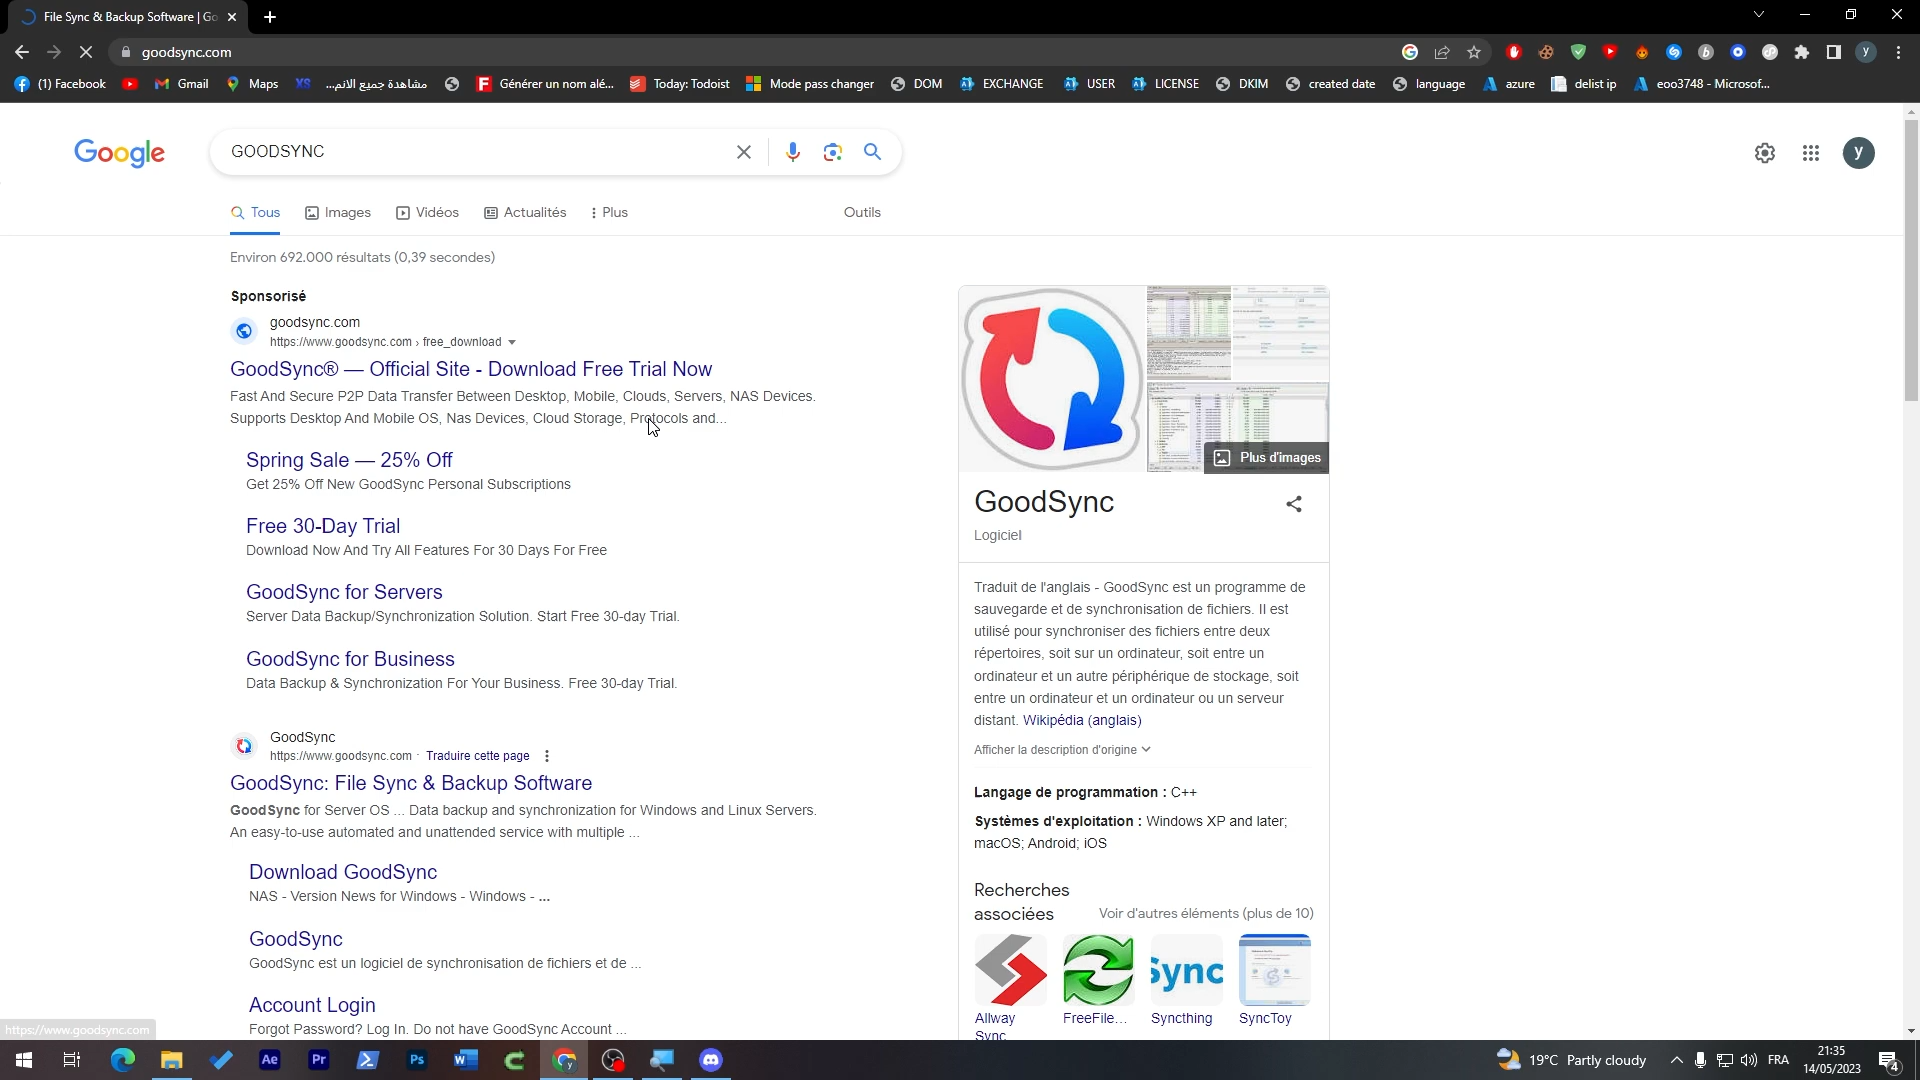 File Sync & Backup Software | Go
goodsync.com
(1) Facebook
Gmail
Maps
XS
مشاهدة جميع الانم...
Générer un nom alé...
Today: Todoist
Mode pass changer
DOM
EXCHANGE
USER
LICENSE
DKIM
created date
language
azure
delist ip
eoo3748 - Microsof...
Google
GOODSYNC
y
Tous
Images
Vidéos
Actualités
Plus
Outils
Environ 692.000 résultats (0,39 secondes)
Sponsorisé
goodsync.com
https://www.goodsync.com › free_download
GoodSync® — Official Site - Download Free Trial Now
Fast And Secure P2P Data Transfer Between Desktop, Mobile, Clouds, Servers, NAS Devices.
Supports Desktop And Mobile OS, Nas Devices, Cloud Storage, Protocols and...
Spring Sale — 25% Off
Get 25% Off New GoodSync Personal Subscriptions
Free 30-Day Trial
Download Now And Try All Features For 30 Days For Free
GoodSync for Servers
Server Data Backup/Synchronization Solution. Start Free 30-day Trial.
GoodSync for Business
Data Backup & Synchronization For Your Business. Free 30-day Trial.
GoodSync
https://www.goodsync.com · Traduire cette page
GoodSync: File Sync & Backup Software
GoodSync for Server OS ... Data backup and synchronization for Windows and Linux Servers.
An easy-to-use automated and unattended service with multiple ...
Download GoodSync
NAS - Version News for Windows - Windows - ...
GoodSync
GoodSync est un logiciel de synchronisation de fichiers et de ...
Account Login
Forgot Password? Log In. Do not have GoodSync Account ...
https://www.goodsync.com
Plus d'images
GoodSync
Logiciel
Traduit de l'anglais - GoodSync est un programme de
sauvegarde et de synchronisation de fichiers. Il est
utilisé pour synchroniser des fichiers entre deux
répertoires, soit sur un ordinateur, soit entre un
ordinateur et un autre périphérique de stockage, soit
entre un ordinateur et un ordinateur ou un serveur
distant. Wikipédia (anglais)
Afficher la description d'origine
Langage de programmation : C++
Systèmes d'exploitation : Windows XP and later;
macOS; Android; iOS
Recherches
associées
Voir d'autres éléments (plus de 10)
Sync
Allway
Sync
FreeFile...
Syncthing
SyncToy
Ae
Pr
Ps
19°C Partly cloudy
FRA
21:35
14/05/2023
4